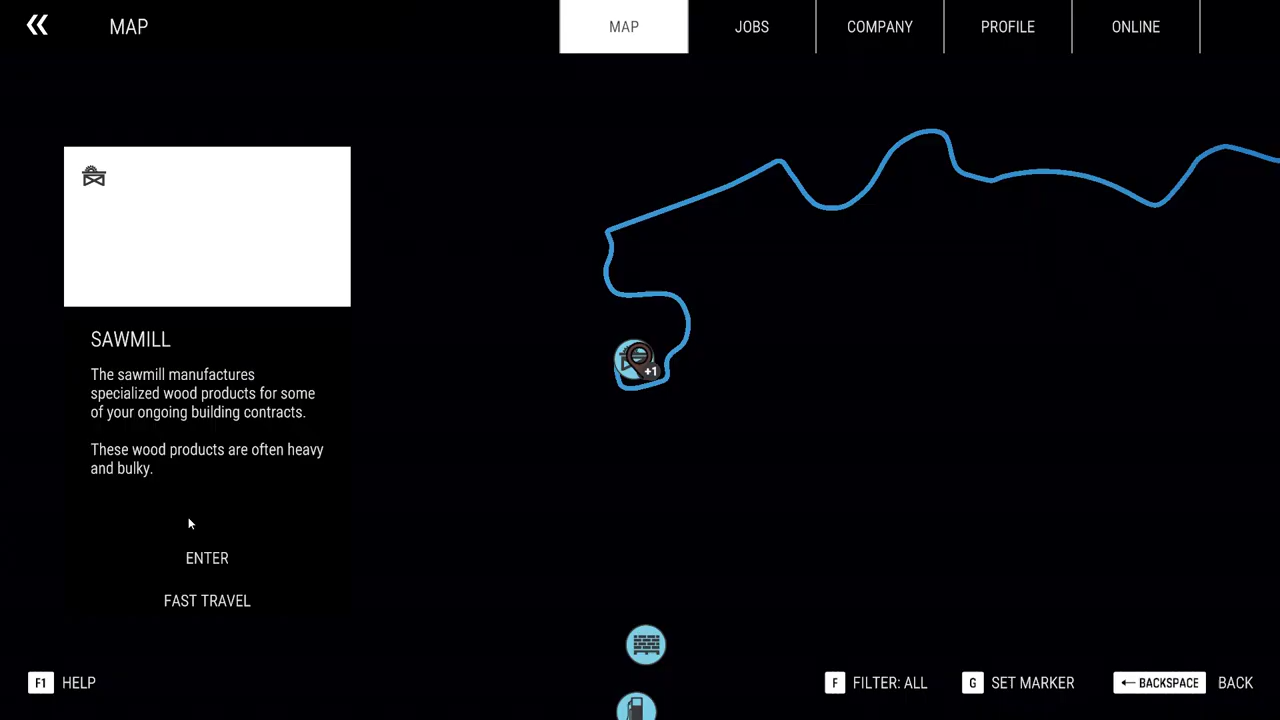 MAP
MAP
JOBS
COMPANY
PROFILE
ONLINE
SAWMILL
The sawmill manufactures
specialized wood products for some
of your ongoing building contracts.
These wood products are often heavy
and bulky.
ENTER
FAST TRAVEL
+1
F1 HELP
F FILTER: ALL
G SET MARKER
← BACKSPACE BACK